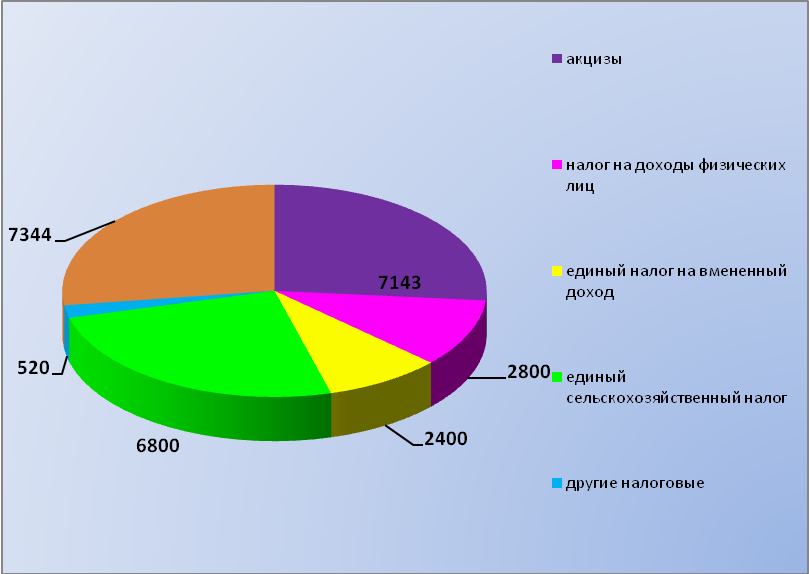 акцизы
налог на доходы физических
лиц
единый налог на вмененный
доход
единый
сельскохозяйственный налог
другие налоговые
7344
7143
520
2800
6800
2400